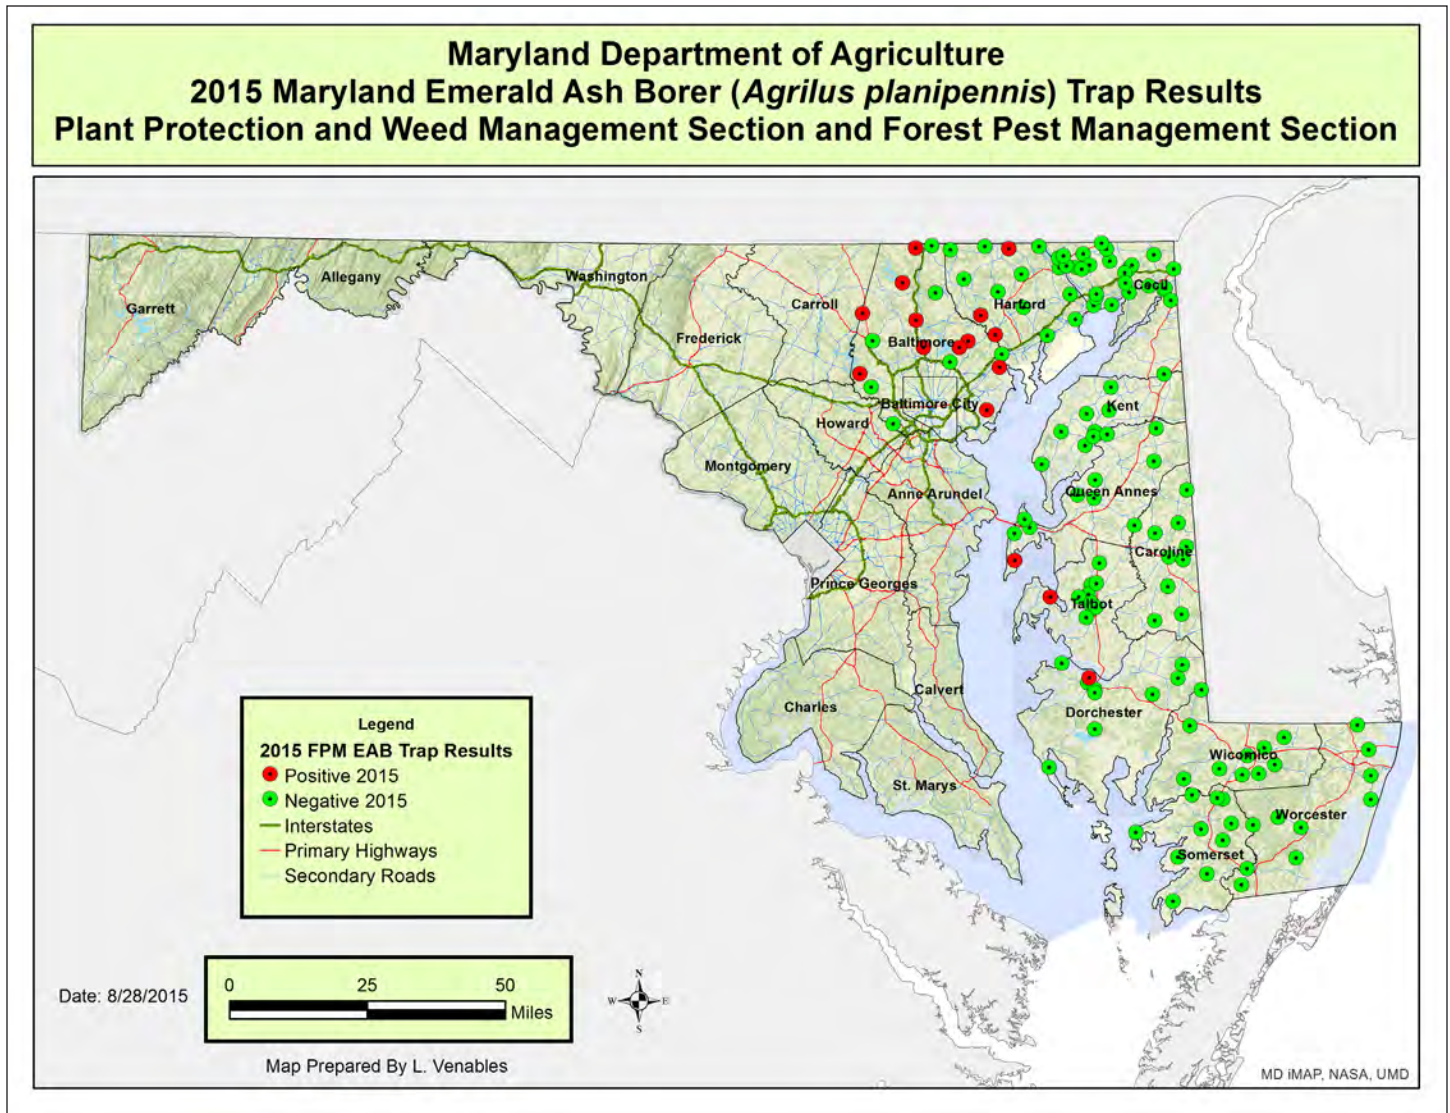 Maryland Department of Agriculture
2015 Maryland Emerald Ash Borer (Agrilus planipennis) Trap Results
Plant Protection and Weed Management Section and Forest Pest Management Section
Garrett
Allegany
Washington
Frederick
Carroll
Baltimore
Harford
Cecil
Baltimore City
Howard
Montgomery
Anne Arundel
Kent
Queen Annes
Caroline
Prince Georges
Talbot
Calvert
Charles
St. Marys
Dorchester
Wicomico
Worcester
Somerset
Legend
2015 FPM EAB Trap Results
Positive 2015
Negative 2015
Interstates
Primary Highways
Secondary Roads
Date: 8/28/2015
0 25 50
Miles
N
W E
S
Map Prepared By L. Venables
MD iMAP, NASA, UMD